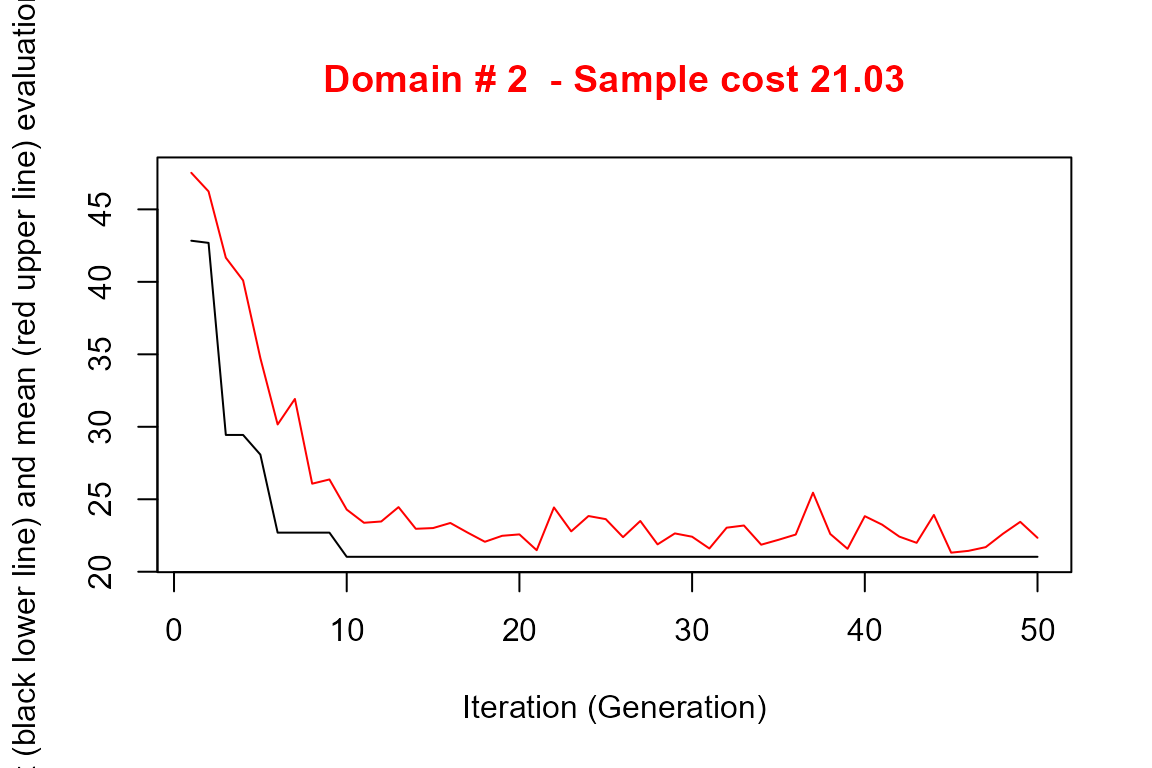 Domain # 2  - Sample cost 21.03
(black lower line) and mean (red upper line) evaluation
45
40
35
30
25
20
0 10 20 30 40 50
Iteration (Generation)